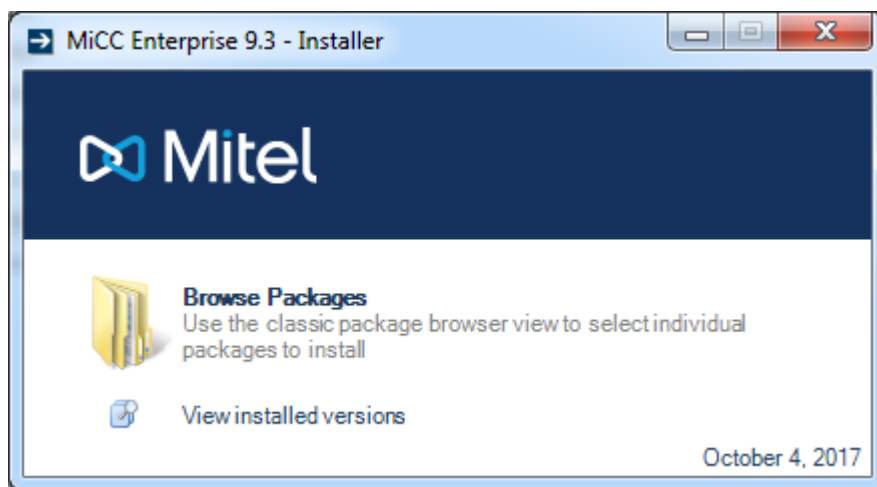 MiCC Enterprise 9.3 - Installer
Mitel
Browse Packages
Use the classic package browser view to select individual
packages to install
View installed versions
October 4, 2017